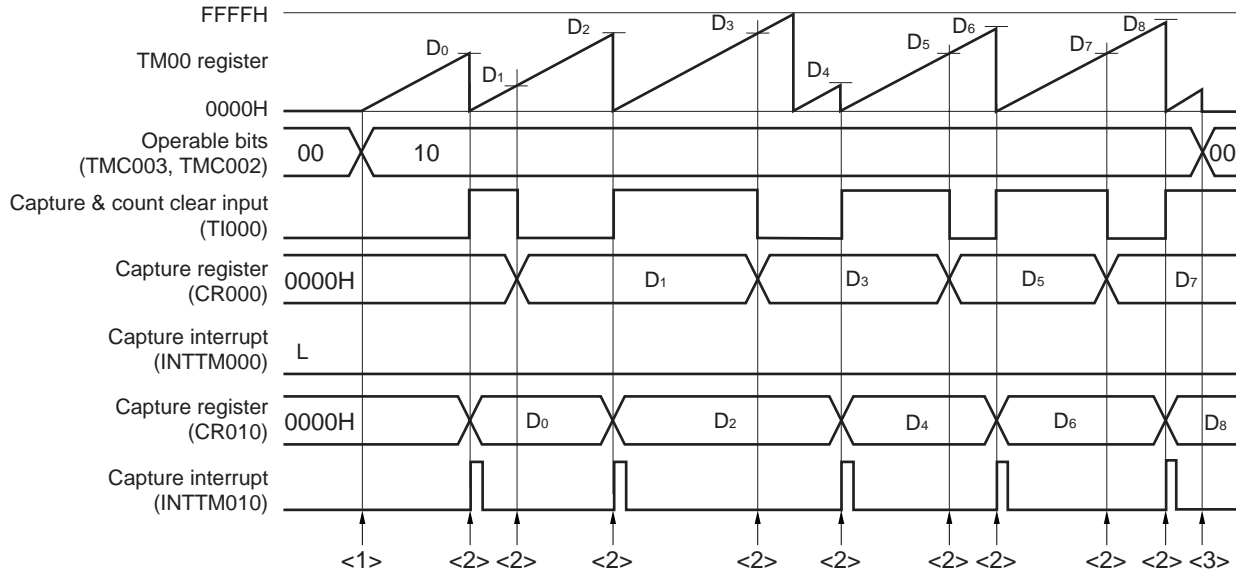 FFFFH
TM00 register
0000H
D0
D1
D2
D3
D4
D5
D6
D7
D8
Operable bits
(TMC003, TMC002)
00
10
00
Capture & count clear input
(TI000)
Capture register
(CR000)
0000H
D1
D3
D5
D7
Capture interrupt
(INTTM000)
L
Capture register
(CR010)
0000H
D0
D2
D4
D6
D8
Capture interrupt
(INTTM010)
<1>
<2>
<2>
<2>
<2>
<2>
<2>
<2>
<2>
<2>
<3>